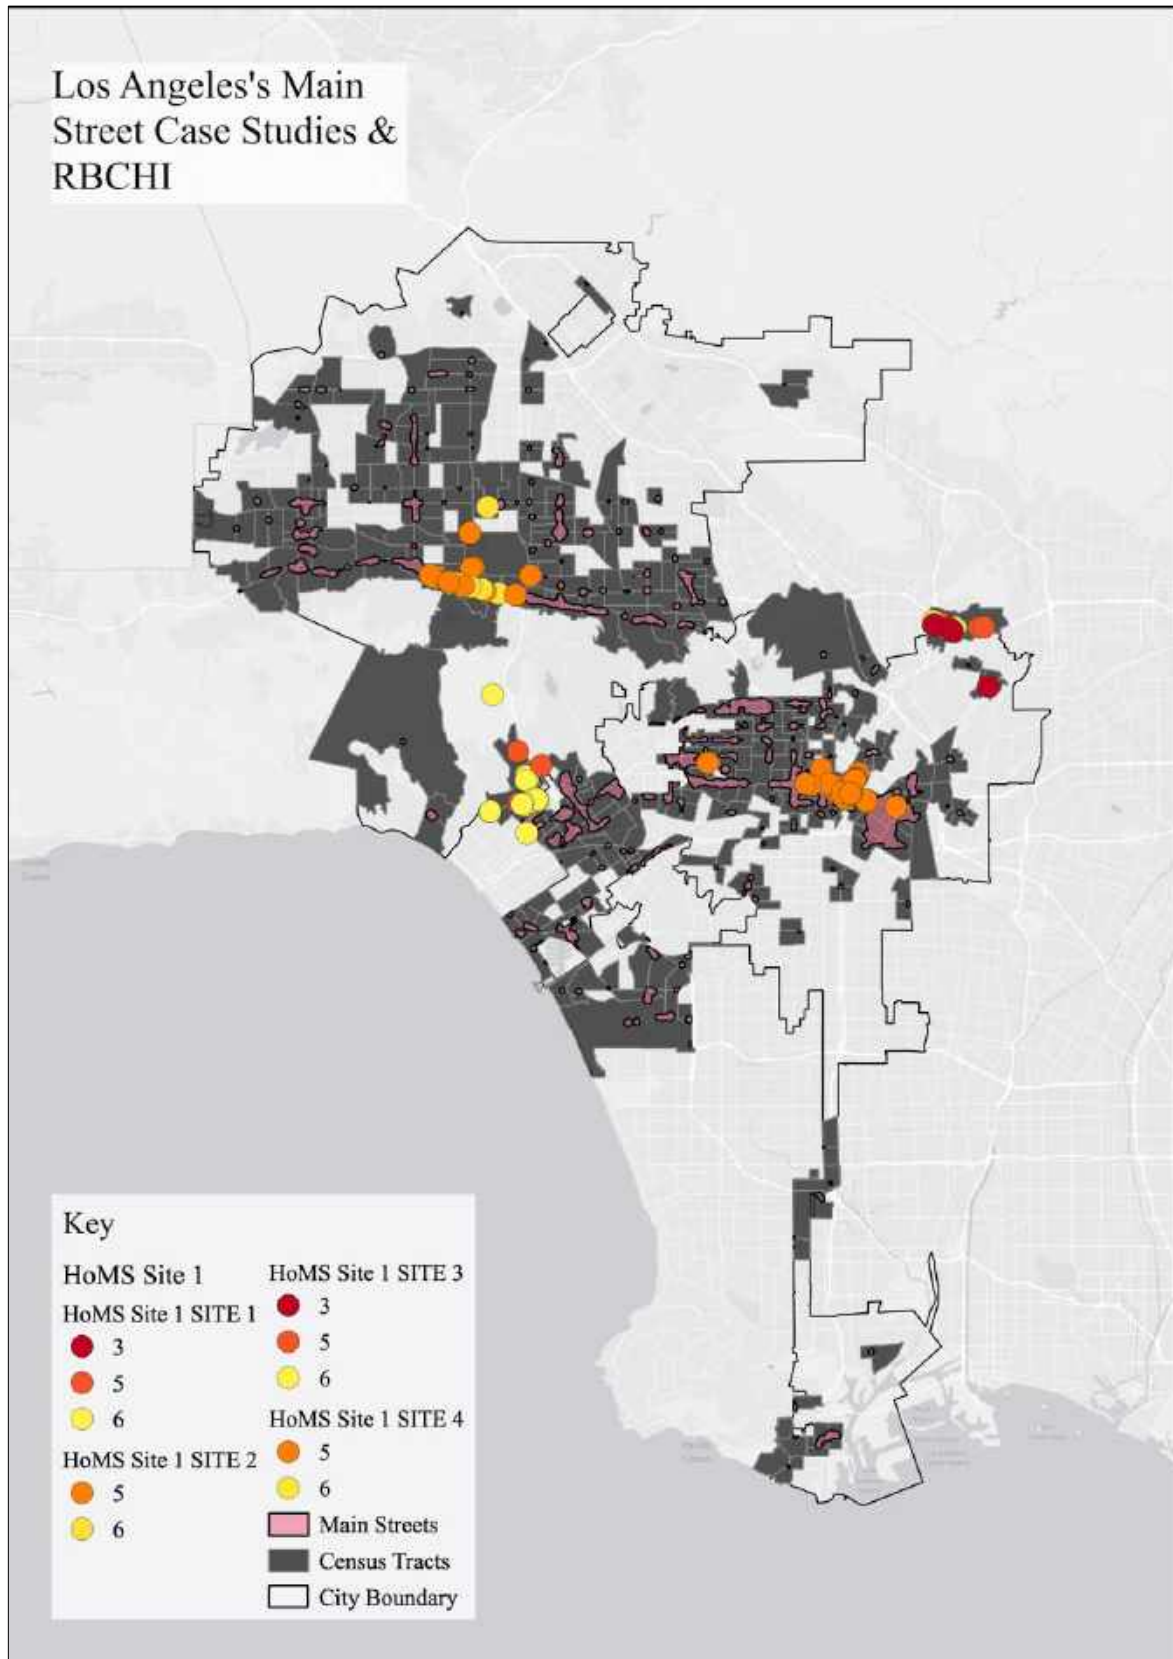 Los Angeles's Main
Street Case Studies &
RBCHI
Key
HoMS Site 1
HoMS Site 1 SITE 1
3
5
6
HoMS Site 1 SITE 2
5
6
HoMS Site 1 SITE 3
3
5
6
HoMS Site 1 SITE 4
5
6
Main Streets
Census Tracts
City Boundary